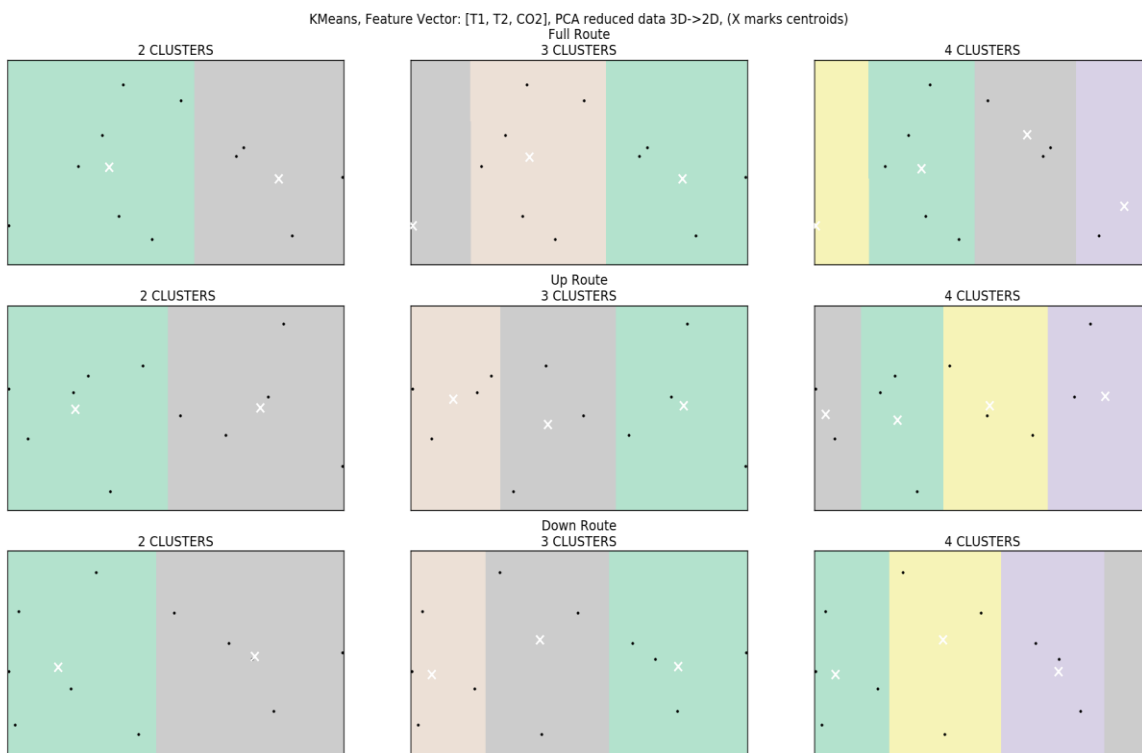 KMeans, Feature Vector: [T1, T2, CO2], PCA reduced data 3D->2D, (X marks centroids)
Full Route
2 CLUSTERS
3 CLUSTERS
4 CLUSTERS
Up Route
2 CLUSTERS
3 CLUSTERS
4 CLUSTERS
Down Route
2 CLUSTERS
3 CLUSTERS
4 CLUSTERS